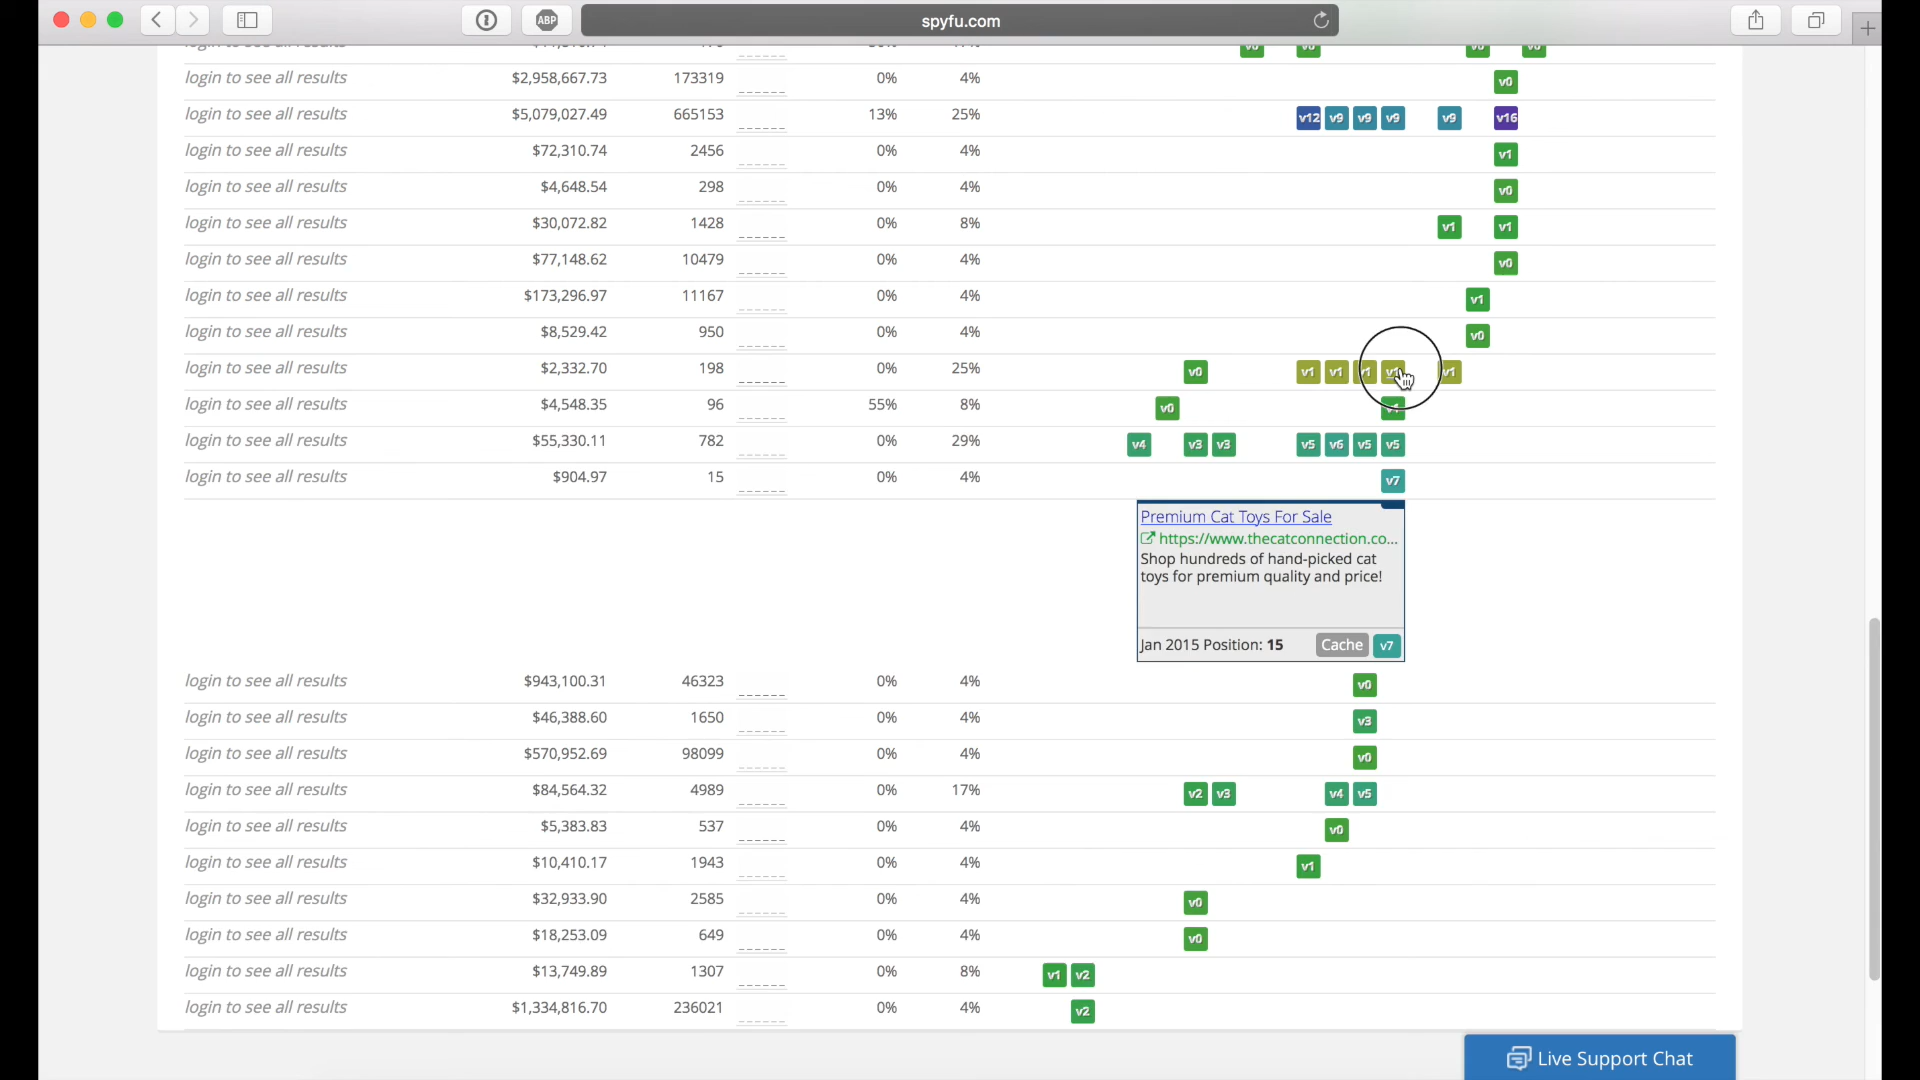 ABP
spyfu.com
login to see all results $2,958,667.73 173319 0% 4% v0
login to see all results $5,079,027.49 665153 13% 25% v12 v9 v9 v9 v9 v16
login to see all results $72,310.74 2456 0% 4% v1
login to see all results $4,648.54 298 0% 4% v0
login to see all results $30,072.82 1428 0% 8% v1 v1
login to see all results $77,148.62 10479 0% 4% v0
login to see all results $173,296.97 11167 0% 4% v1
login to see all results $8,529.42 950 0% 4% v0
login to see all results $2,332.70 198 0% 25% v0 v1 v1 v1 v1 v1
login to see all results $4,548.35 96 55% 8% v0
login to see all results $55,330.11 782 0% 29% v4 v3 v3 v5 v6 v5 v5
login to see all results $904.97 15 0% 4% v7
Premium Cat Toys For Sale
https://www.thecatconnection.co...
Shop hundreds of hand-picked cat
toys for premium quality and price!
Jan 2015 Position: 15 Cache v7
login to see all results $943,100.31 46323 0% 4% v0
login to see all results $46,388.60 1650 0% 4% v3
login to see all results $570,952.69 98099 0% 4% v0
login to see all results $84,564.32 4989 0% 17% v2 v3 v4 v5
login to see all results $5,383.83 537 0% 4% v0
login to see all results $10,410.17 1943 0% 4% v1
login to see all results $32,933.90 2585 0% 4% v0
login to see all results $18,253.09 649 0% 4% v0
login to see all results $13,749.89 1307 0% 8% v1 v2
login to see all results $1,334,816.70 236021 0% 4% v2
Live Support Chat